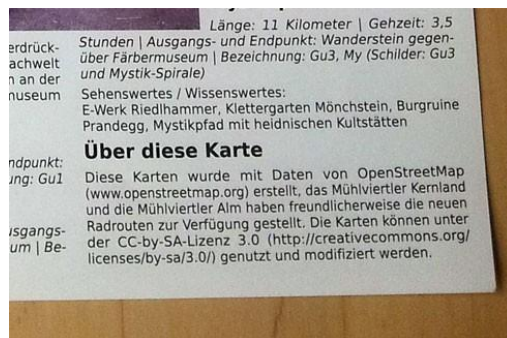 Länge: 11 Kilometer | Gehzeit: 3,5
Stunden | Ausgangs- und Endpunkt: Wanderstein gegen-
über Färbermuseum | Bezeichnung: Gu3, My (Schilder: Gu3
und Mystik-Spirale)
Sehenswertes / Wissenswertes:
E-Werk Riedlhammer, Klettergarten Mönchstein, Burgruine
Prandegg, Mystikpfad mit heidnischen Kultstätten
Über diese Karte
Diese Karten wurde mit Daten von OpenStreetMap
(www.openstreetmap.org) erstellt, das Mühlviertler Kernland
und die Mühlviertler Alm haben freundlicherweise die neuen
Radrouten zur Verfügung gestellt. Die Karten können unter
der CC-by-SA-Lizenz 3.0 (http://creativecommons.org/
licenses/by-sa/3.0/) genutzt und modifiziert werden.
erdrück-
achwelt
n an der
museum
ndpunkt:
ung: Gu1
usgangs-
um | Be-